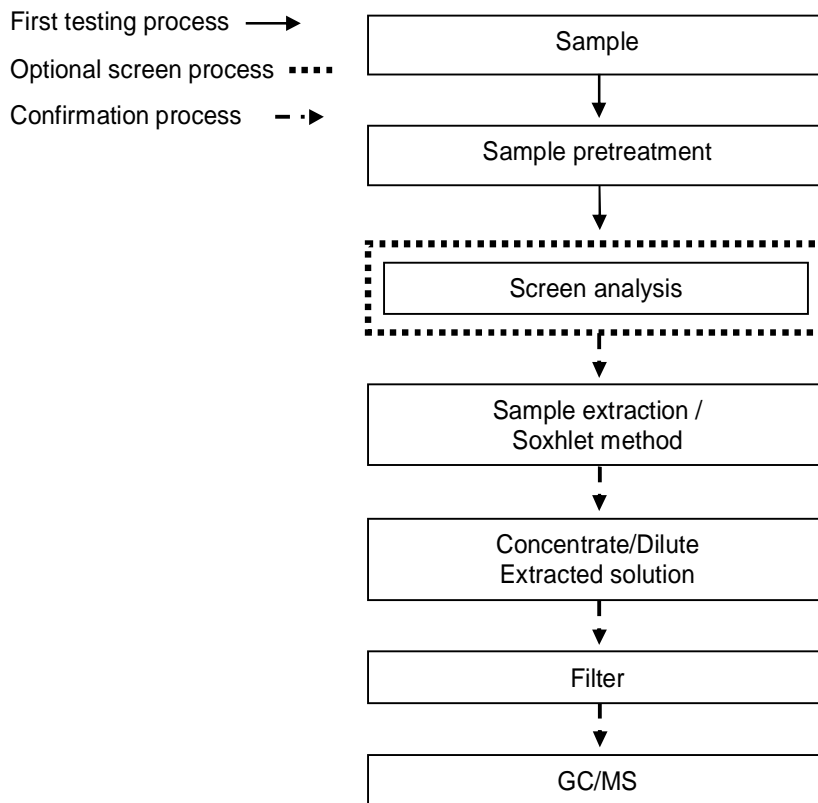 First testing process
Optional screen process
Confirmation process
Sample
Sample pretreatment
Screen analysis
Sample extraction /
Soxhlet method
Concentrate/Dilute
Extracted solution
Filter
GC/MS